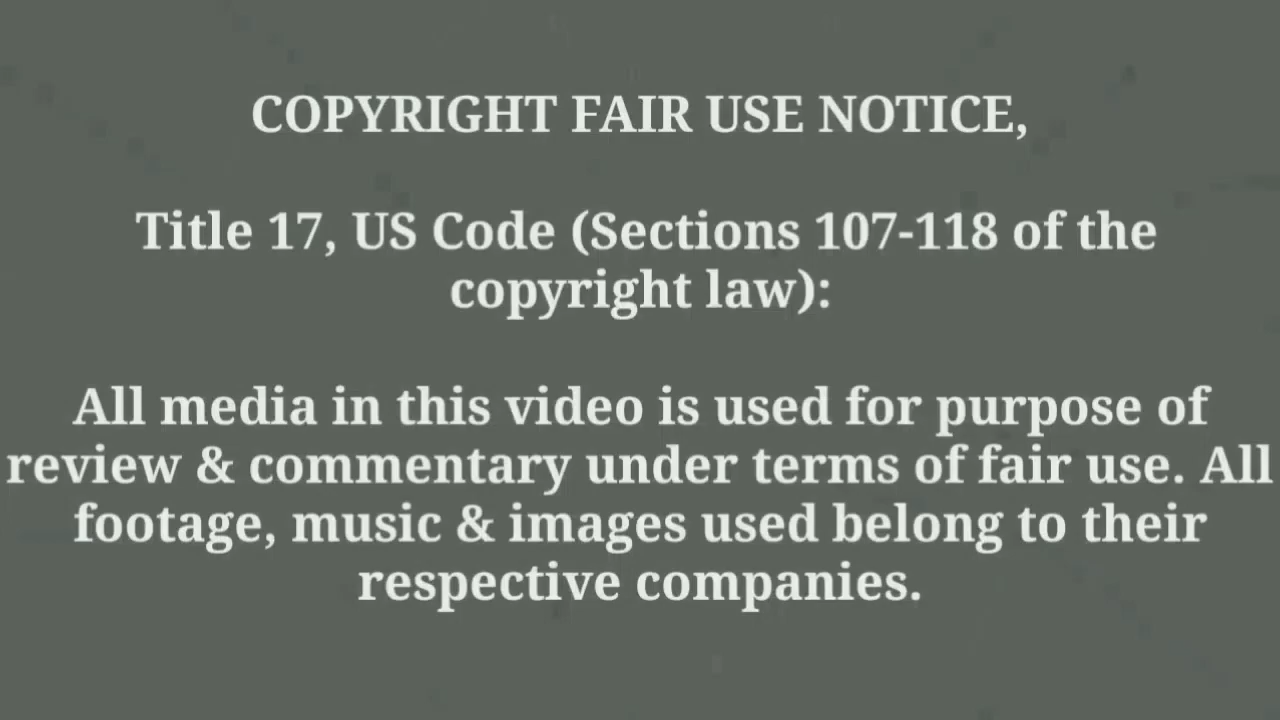 COPYRIGHT FAIR USE NOTICE,
Title 17, US Code (Sections 107-118 of the
copyright law):
All media in this video is used for purpose of
review & commentary under terms of fair use. All
footage, music & images used belong to their
respective companies.